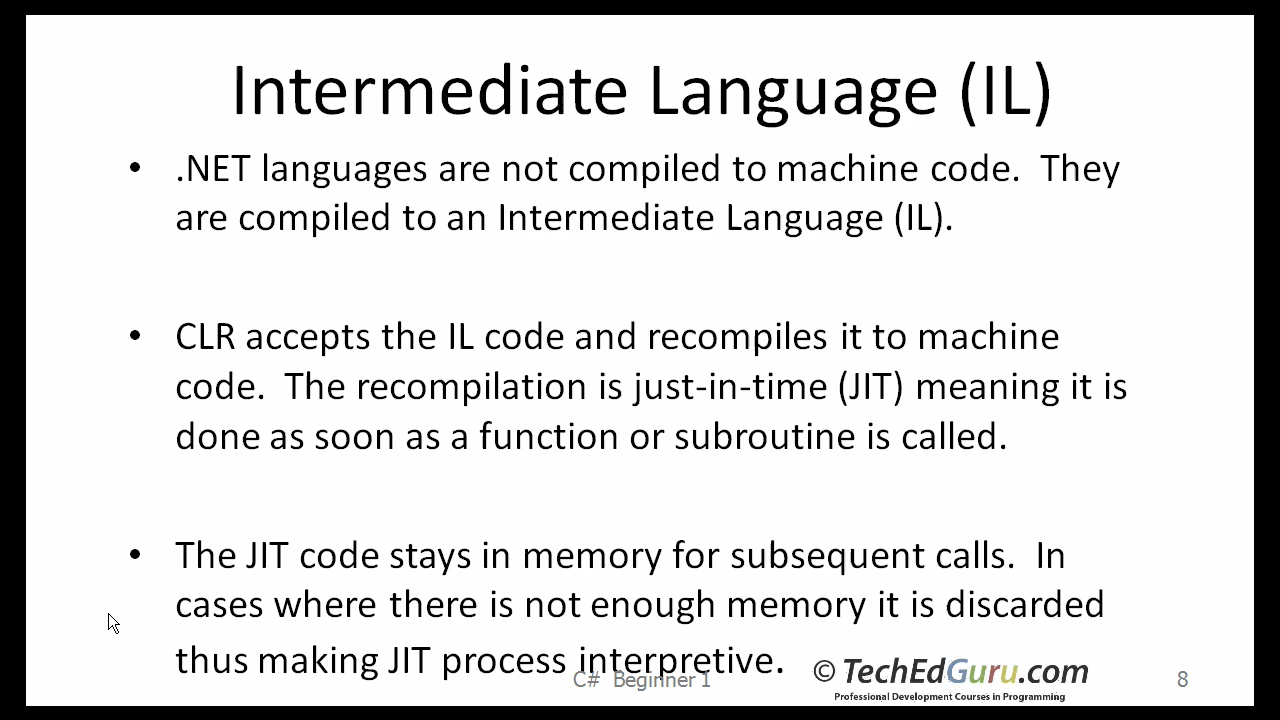 Intermediate Language (IL)
• .NET languages are not compiled to machine code.  They
are compiled to an Intermediate Language (IL).
• CLR accepts the IL code and recompiles it to machine
code.  The recompilation is just-in-time (JIT) meaning it is
done as soon as a function or subroutine is called.
• The JIT code stays in memory for subsequent calls.  In
cases where there is not enough memory it is discarded
thus making JIT process interpretive.
C#  Beginner 1
© TechEdGuru.com
Professional Development Courses in Programming
8